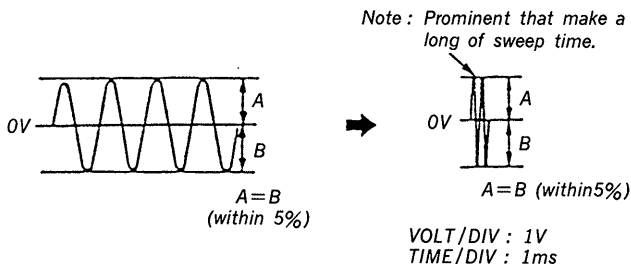 Note : Prominent that make a
long of sweep time.
A
0V
B
A=B
(within 5%)
A
0V
B
A=B (within5%)
VOLT/DIV : 1V
TIME/DIV : 1ms